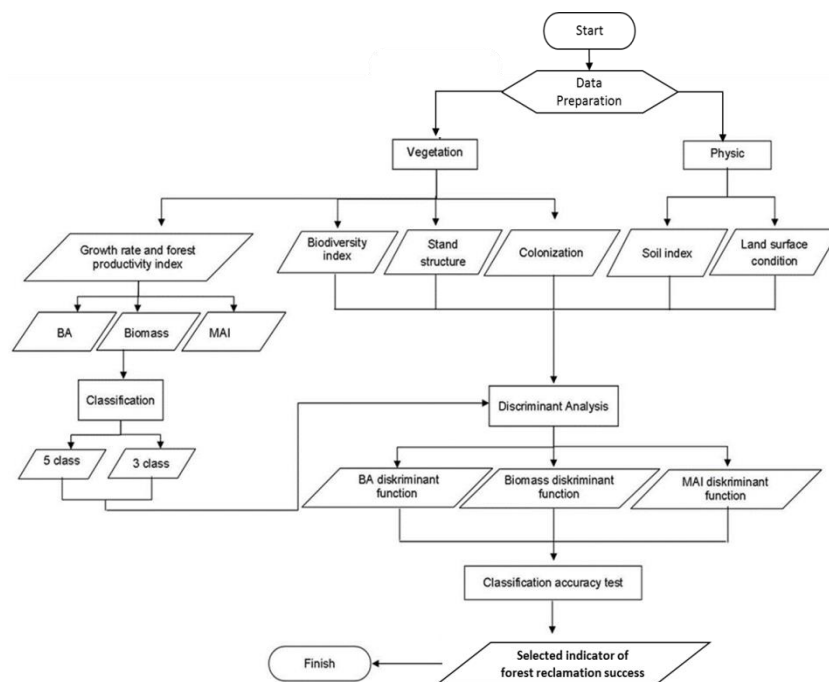 Start
Data
Preparation
Vegetation
Physic
Growth rate and forest
productivity index
Biodiversity
index
Stand
structure
Colonization
Soil index
Land surface
condition
BA
Biomass
MAI
Classification
Discriminant Analysis
5 class
3 class
BA diskriminant
function
Biomass diskriminant
function
MAI diskriminant
function
Classification accuracy test
Selected indicator of
forest reclamation success
Finish